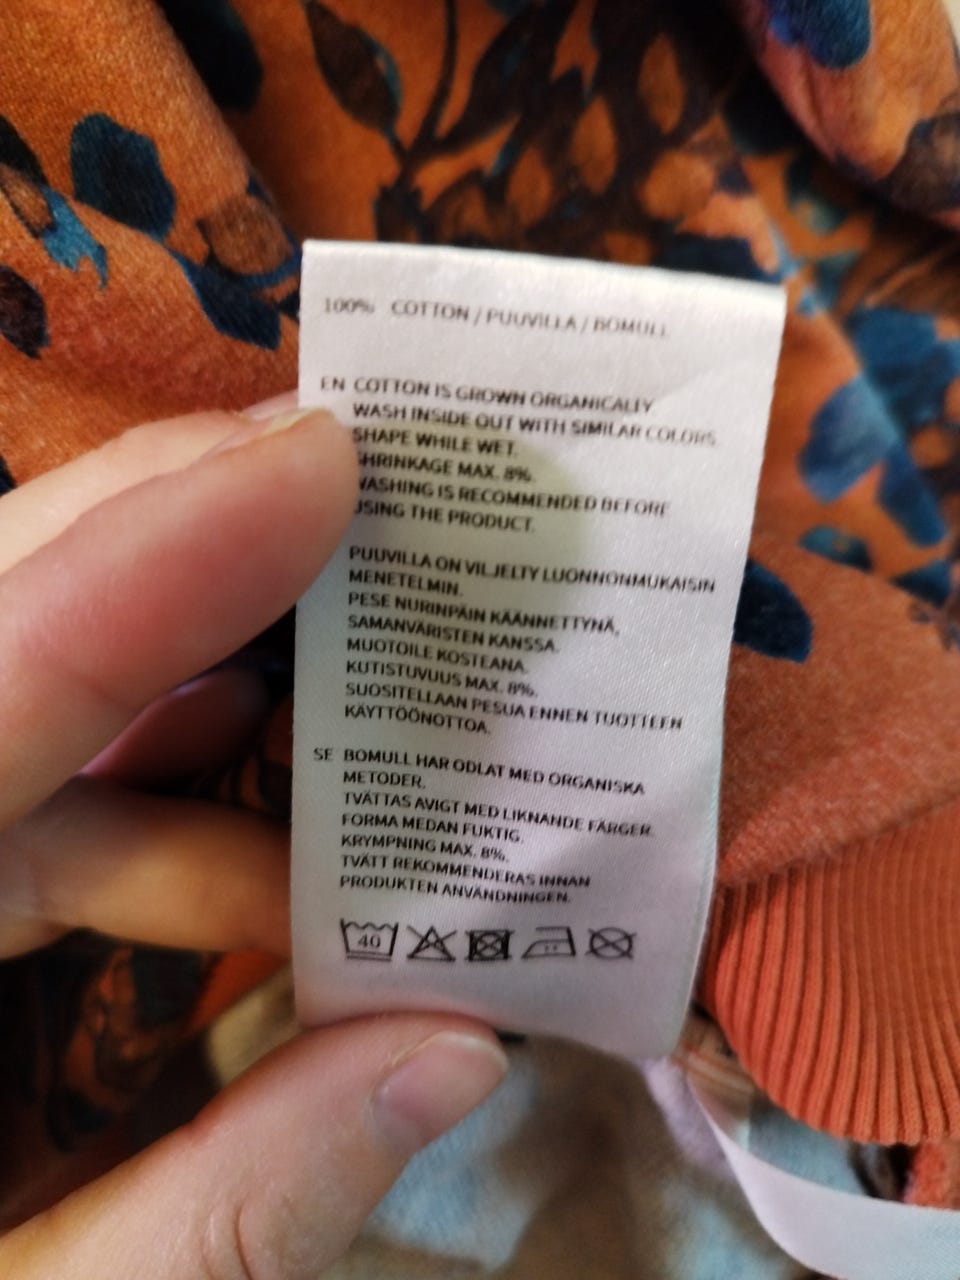 100% COTTON / PUUVILLA / BOMULL
EN COTTON IS GROWN ORGANICALLY.
WASH INSIDE OUT WITH SIMILAR COLORS.
SHAPE WHILE WET.
SHRINKAGE MAX. 8%.
WASHING IS RECOMMENDED BEFORE
USING THE PRODUCT.
PUUVILLA ON VILJELTY LUONNONMUKAISIN
MENETELMIN.
PESE NURINPÄIN KÄÄNNETTYNÄ,
SAMANVÄRISTEN KANSSA.
MUOTOILE KOSTEANA.
KUTISTUVUUS MAX. 8%.
SUOSITELLAAN PESUA ENNEN TUOTTEEN
KÄYTTÖÖNOTTOA.
SE BOMULL HAR ODLAT MED ORGANISKA
METODER.
TVÄTTAS AVIGT MED LIKNANDE FÄRGER.
FORMA MEDAN FUKTIG.
KRYMPNING MAX. 8%.
TVÄTT REKOMMENDERAS INNAN
PRODUKTEN ANVÄNDNINGEN.
40